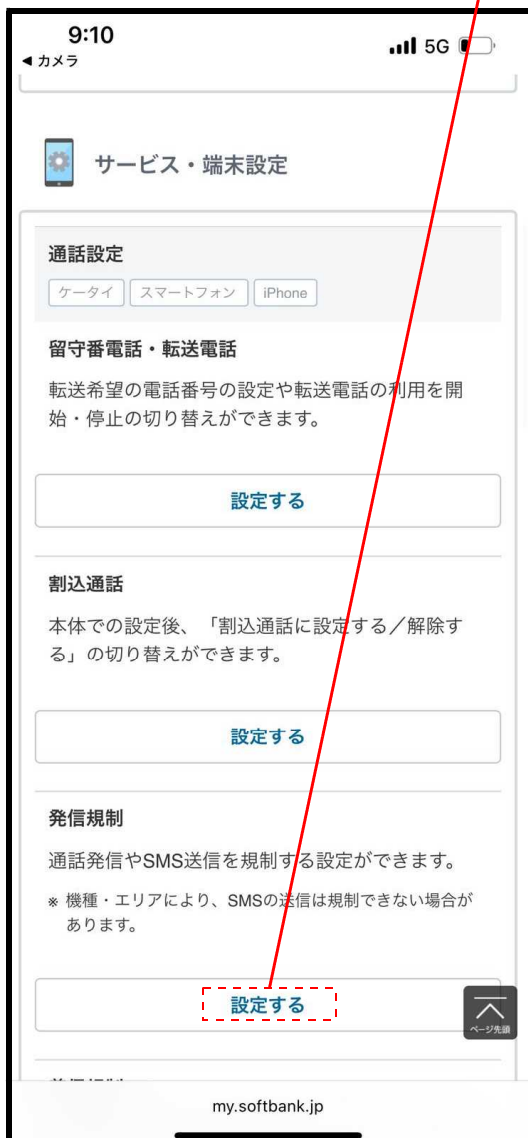 9:10
5G
◀ カメラ
サービス・端末設定
通話設定
ケータイ スマートフォン iPhone
留守番電話・転送電話
転送希望の電話番号の設定や転送電話の利用を開
始・停止の切り替えができます。
設定する
割込通話
本体での設定後、「割込通話に設定する／解除す
る」の切り替えができます。
設定する
発信規制
通話発信やSMS送信を規制する設定ができます。
※ 機種・エリアにより、SMSの送信は規制できない場合が
あります。
設定する
ページ先頭
my.softbank.jp